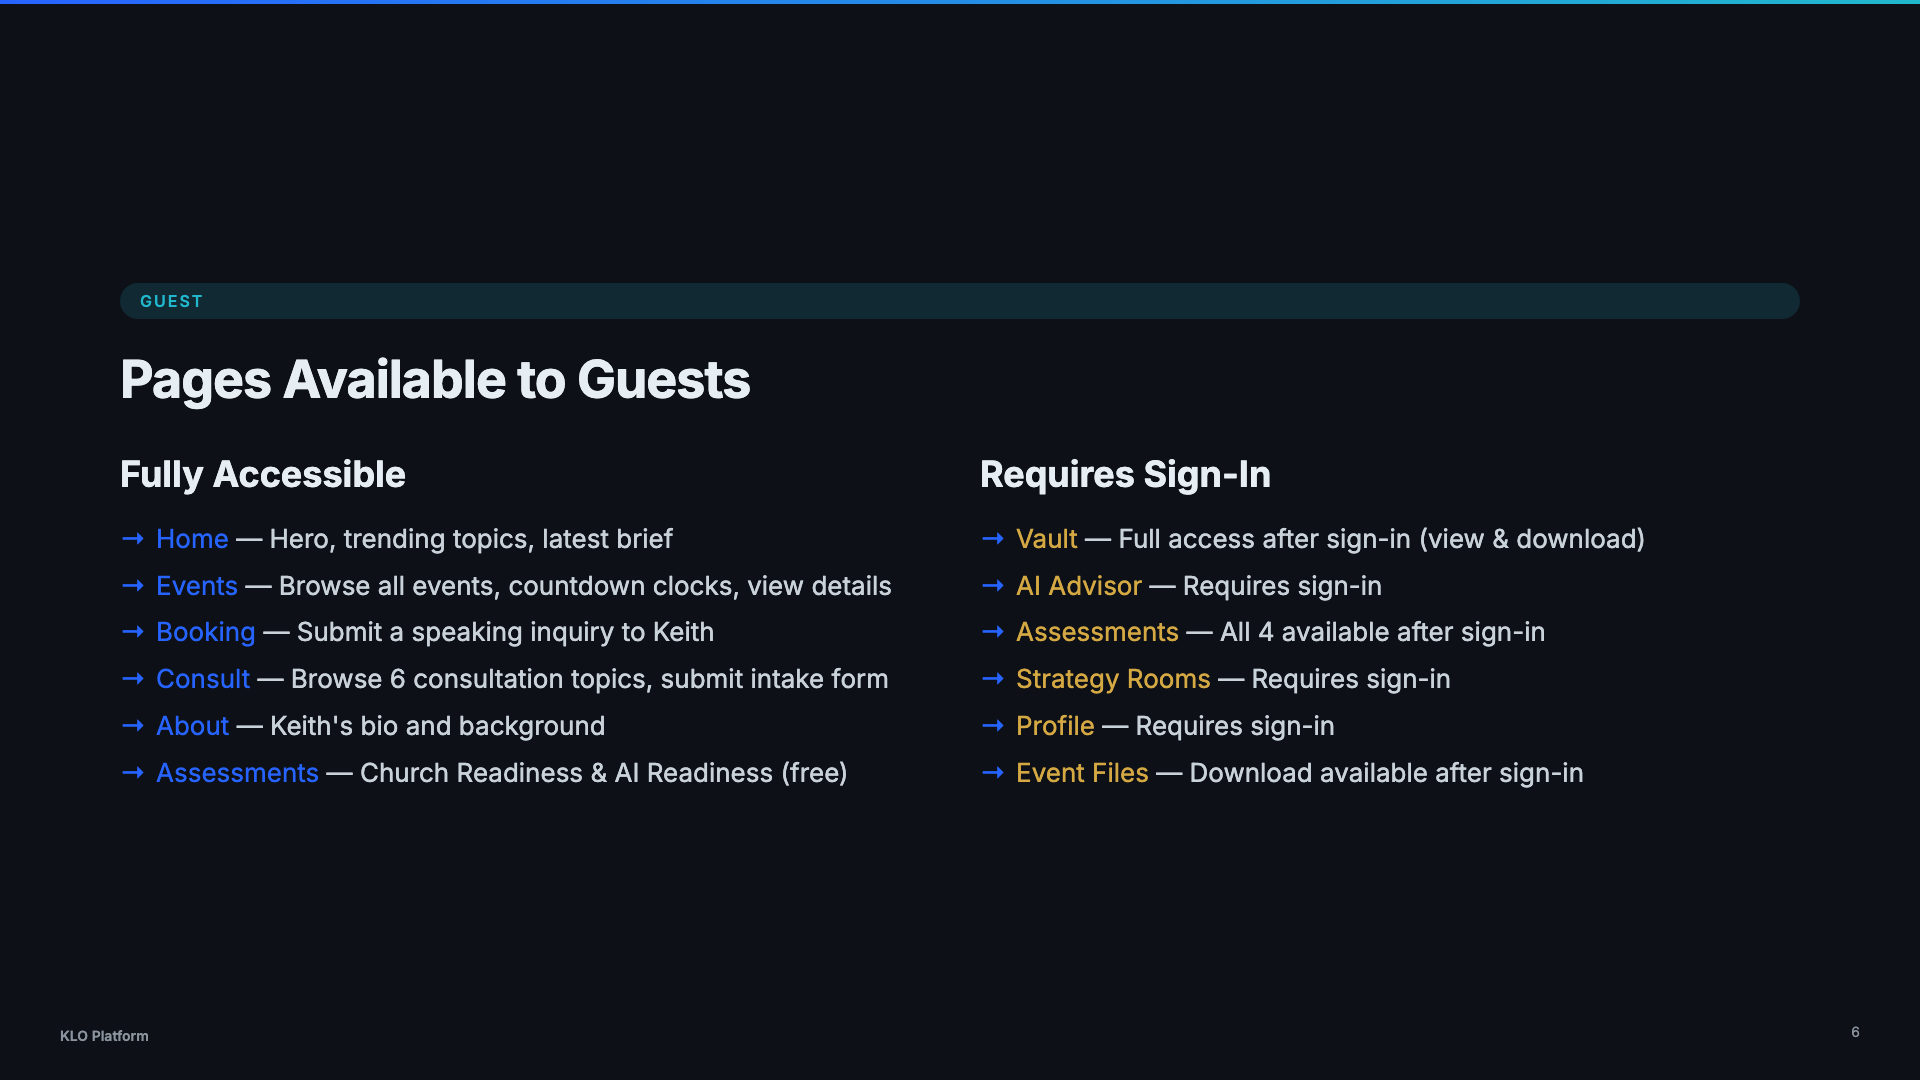 GUEST
Pages Available to Guests
Fully Accessible
→ Home — Hero, trending topics, latest brief
→ Events — Browse all events, countdown clocks, view details
→ Booking — Submit a speaking inquiry to Keith
→ Consult — Browse 6 consultation topics, submit intake form
→ About — Keith's bio and background
→ Assessments — Church Readiness & AI Readiness (free)
Requires Sign-In
→ Vault — Full access after sign-in (view & download)
→ AI Advisor — Requires sign-in
→ Assessments — All 4 available after sign-in
→ Strategy Rooms — Requires sign-in
→ Profile — Requires sign-in
→ Event Files — Download available after sign-in
KLO Platform
6